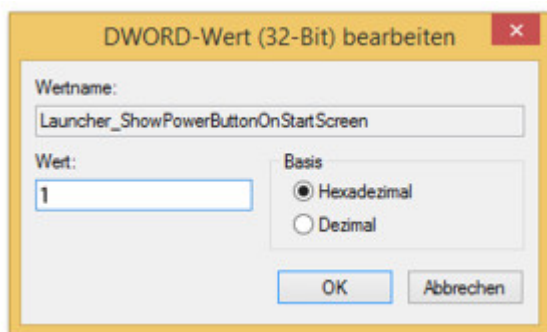 DWORD-Wert (32-Bit) bearbeiten
Wertname:
Launcher_ShowPowerButtonOnStartScreen
Wert:
1
Basis
Hexadezimal
Dezimal
OK
Abbrechen